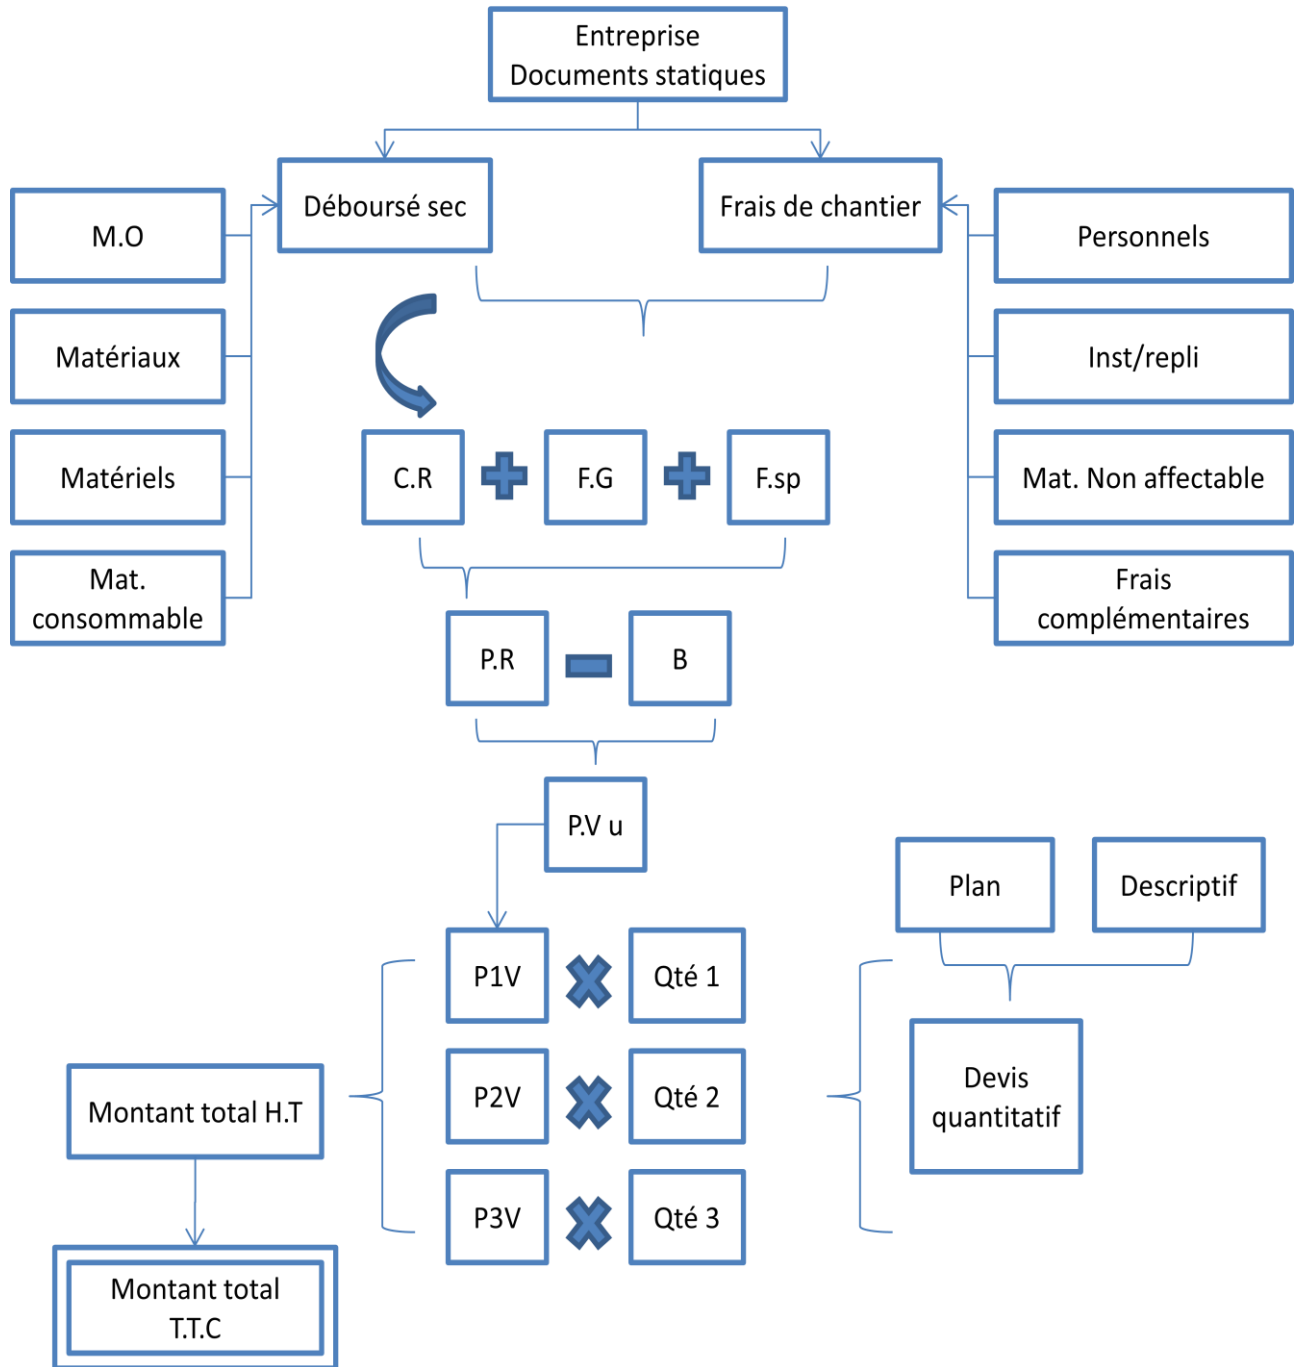 Entreprise
Documents statiques
Déboursé sec
Frais de chantier
M.O
Matériaux
Matériels
Mat.
consommable
Personnels
Inst/repli
Mat. Non affectable
Frais
complémentaires
C.R
F.G
F.sp
P.R
B
P.V u
Plan
Descriptif
P1V
Qté 1
P2V
Qté 2
P3V
Qté 3
Devis
quantitatif
Montant total H.T
Montant total
T.T.C